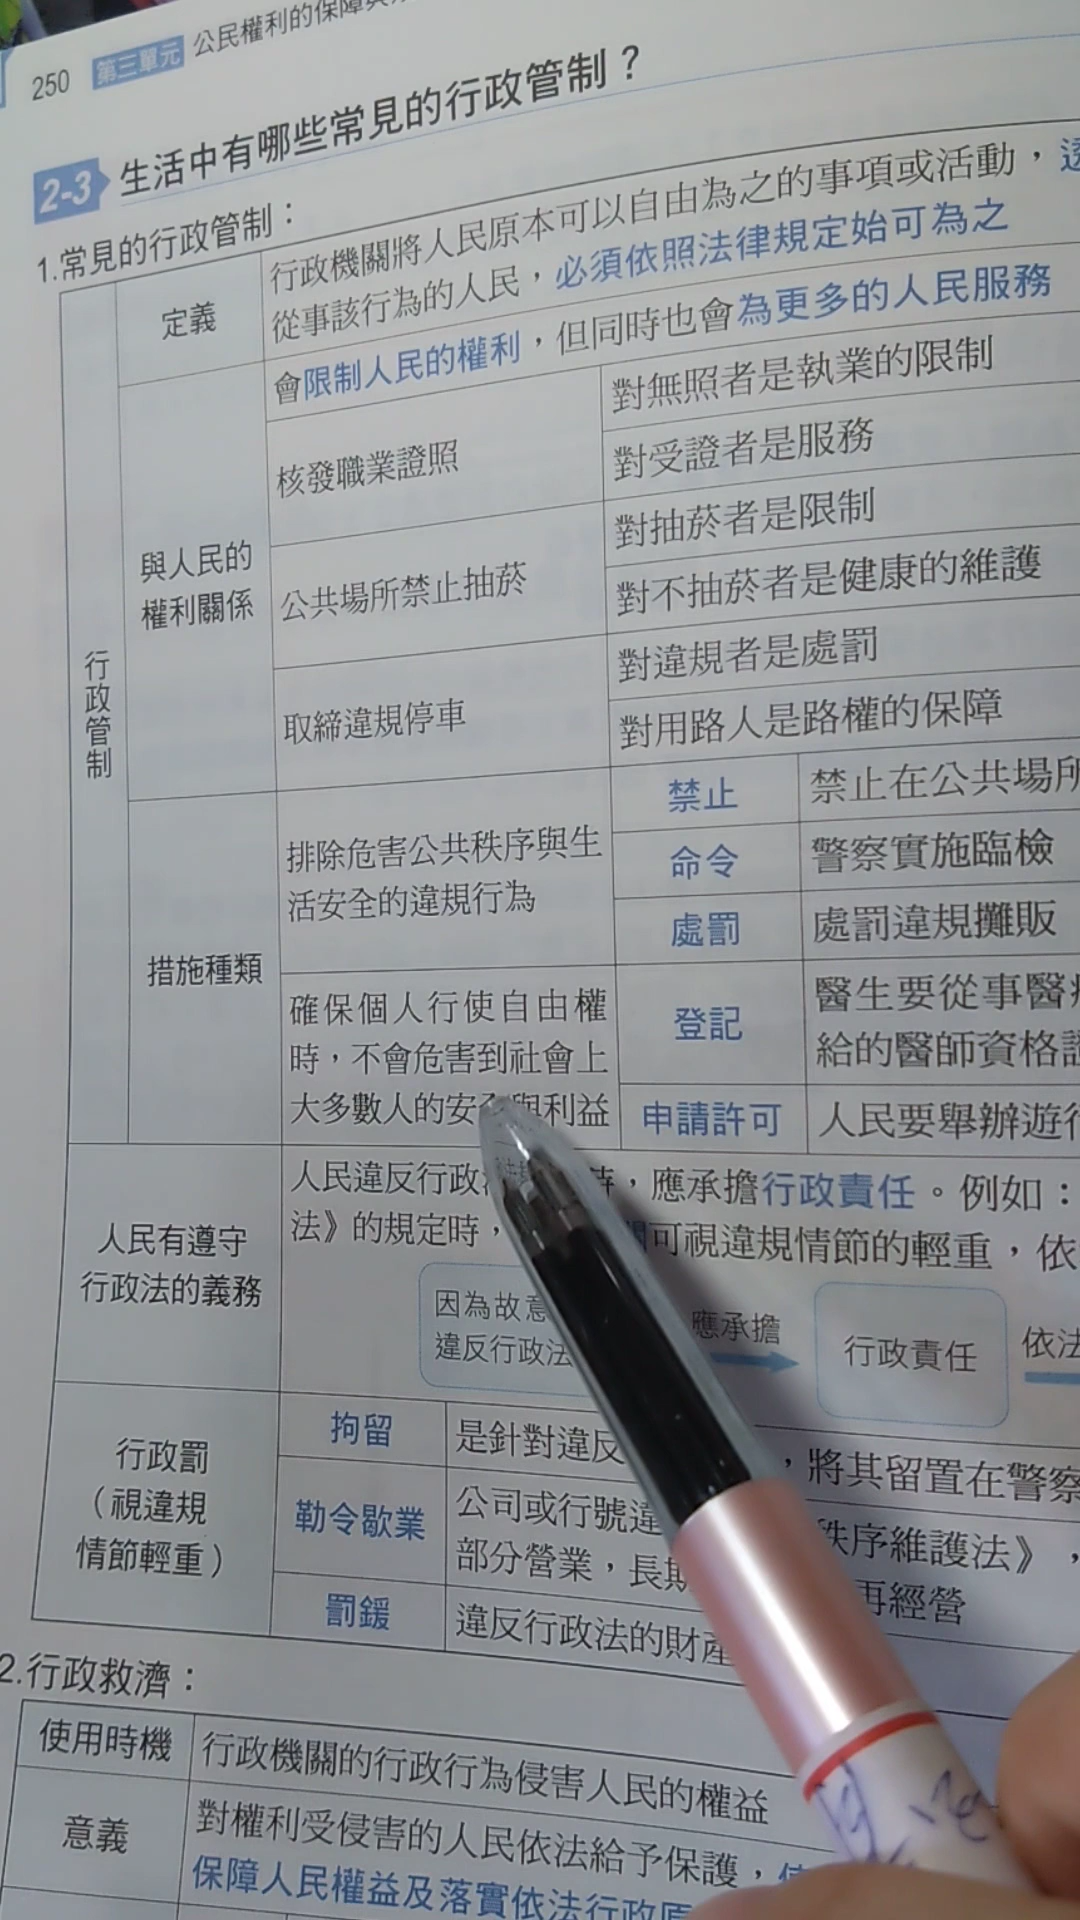 250 第三單元 公民權利的保障與
2-3 生活中有哪些常見的行政管制？
1.常見的行政管制：
行政管制
定義
行政機關將人民原本可以自由為之的事項或活動，透
從事該行為的人民，必須依照法律規定始可為之
與人民的
權利關係
會限制人民的權利，但同時也會為更多的人民服務
核發職業證照
對無照者是執業的限制
對受證者是服務
公共場所禁止抽菸
對抽菸者是限制
對不抽菸者是健康的維護
取締違規停車
對違規者是處罰
對用路人是路權的保障
措施種類
排除危害公共秩序與生
活安全的違規行為
禁止
禁止在公共場所
命令
警察實施臨檢
處罰
處罰違規攤販
確保個人行使自由權
時，不會危害到社會上
大多數人的安全與利益
登記
醫生要從事醫療
給的醫師資格證
申請許可
人民要舉辦遊行
人民有遵守
行政法的義務
人民違反行政法 時，應承擔行政責任。例如：
法》的規定時， 可視違規情節的輕重，依
因為故意
違反行政法
應承擔
行政責任
依法
行政罰
（視違規
情節輕重）
拘留
是針對違反 ，將其留置在警察
勒令歇業
公司或行號違 秩序維護法》，
部分營業，長期 再經營
罰鍰
違反行政法的財產
2.行政救濟：
使用時機
行政機關的行政行為侵害人民的權益
意義
對權利受侵害的人民依法給予保護，使
保障人民權益及落實依法行政原